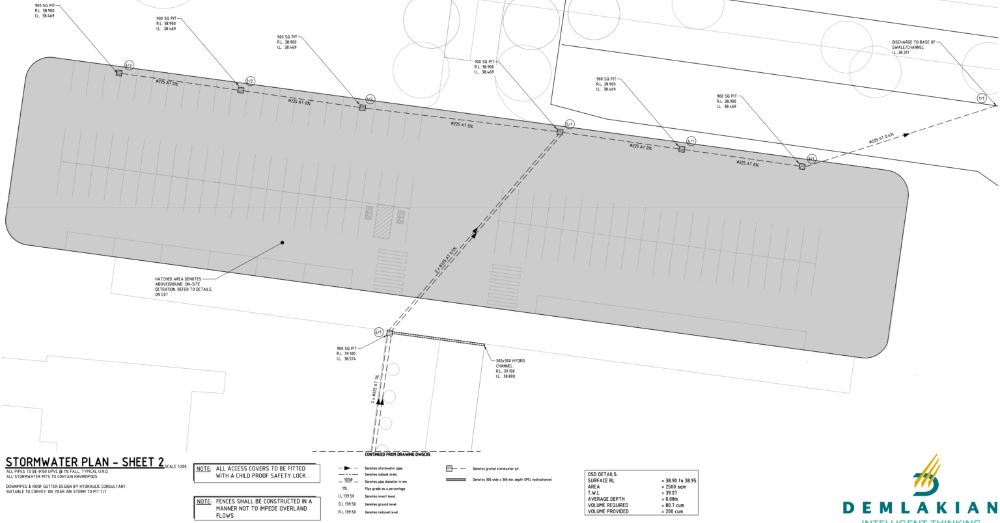 900 SQ PIT
R.L. 38.900
I.L. 38.469
900 SQ PIT
R.L. 38.900
I.L. 38.469
900 SQ PIT
R.L. 38.900
I.L. 38.469
900 SQ PIT
R.L. 38.900
I.L. 38.469
900 SQ PIT
R.L. 38.900
I.L. 38.469
900 SQ PIT
R.L. 38.900
I.L. 38.469
DISCHARGE TO BASE OF
SWALE/CHANNEL
I.L. 38.317
3/2
2/2
1/2
5/1
4/1
3/1
1/1
Φ225 AT 0%
Φ225 AT 0%
Φ225 AT 0%
Φ225 AT 0%
Φ225 AT 0%
Φ225 AT 0.4%
2 x Φ225 AT 0.5%
HATCHED AREA DENOTES
ABOVEGROUND ON-SITE
DETENTION. REFER TO DETAILS
ON C07
6/1
900 SQ PIT
R.L. 39.100
I.L. 38.574
300x300 HYDRO
CHANNEL
R.L. 39.100
I.L. 38.800
2 x Φ225 AT 1%
CONTINUED FROM DRAWING DWGC05
STORMWATER PLAN - SHEET 2
SCALE 1:200
ALL PIPES TO BE Φ150 UPVC @ 1% FALL, TYPICAL U.N.O.
ALL STORMWATER PITS TO CONTAIN ENVIROPODS
DOWNPIPES & ROOF GUTTER DESIGN BY HYDRAULIC CONSULTANT
SUITABLE TO CONVEY 100 YEAR ARI STORM TO PIT 7/1
NOTE: ALL ACCESS COVERS TO BE FITTED
WITH A CHILD PROOF SAFETY LOCK.
NOTE: FENCES SHALL BE CONSTRUCTED IN A
MANNER NOT TO IMPEDE OVERLAND
FLOWS
Denotes stormwater pipe.
Denotes subsoil drain.
100Φ Denotes pipe diameter in mm.
1% Pipe grade as a percentage
I.L.139.50 Denotes invert level.
G.L.139.50 Denotes ground level.
R.L.139.50 Denotes reduced level.
Denotes grated stormwater pit.
Denotes 300 wide x 300 min. depth SPEL hydrochannel
OSD DETAILS:
SURFACE RL = 38.90 to 38.95
AREA = 2500 sqm
T.W.L = 39.07
AVERAGE DEPTH = 0.08m
VOLUME REQUIRED = 80.7 cum
VOLUME PROVIDED = 200 cum
DEMLAKIAN
INTELLIGENT THINKING